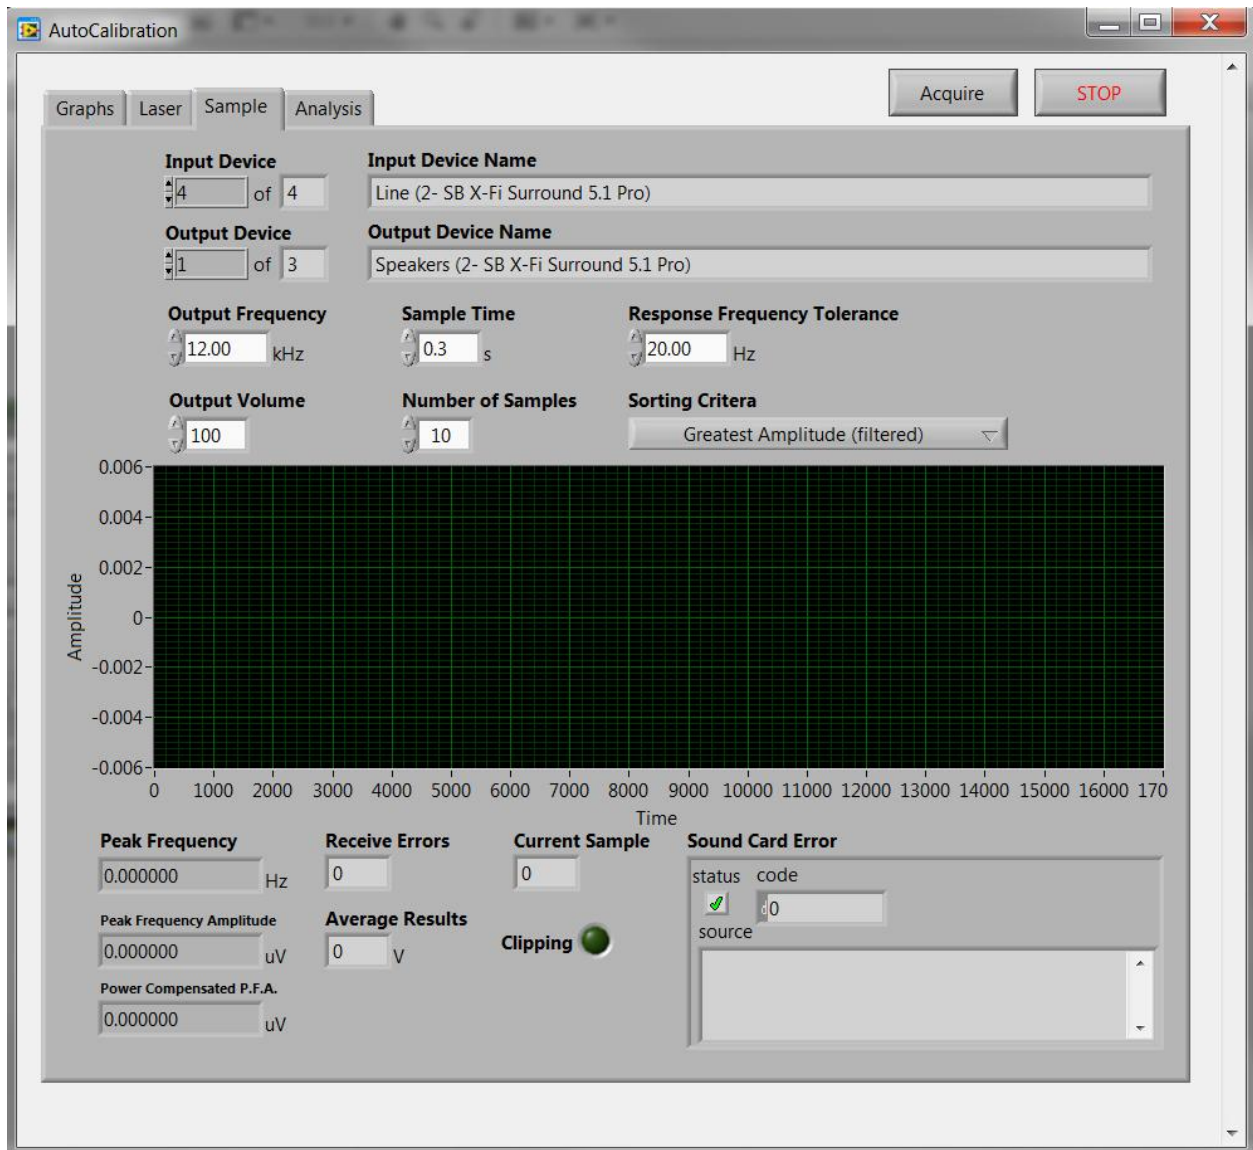 AutoCalibration
Acquire STOP
Graphs Laser Sample Analysis
Input Device Input Device Name
4 of 4 Line (2- SB X-Fi Surround 5.1 Pro)
Output Device Output Device Name
1 of 3 Speakers (2- SB X-Fi Surround 5.1 Pro)
Output Frequency Sample Time Response Frequency Tolerance
12.00 kHz 0.3 s 20.00 Hz
Output Volume Number of Samples Sorting Critera
100 10 Greatest Amplitude (filtered)
0.006
0.004
0.002
0
-0.002
-0.004
-0.006
Amplitude
0 1000 2000 3000 4000 5000 6000 7000 8000 9000 10000 11000 12000 13000 14000 15000 16000 170
Time
Peak Frequency Receive Errors Current Sample Sound Card Error
0.000000 Hz 0 0 status code
d0
Peak Frequency Amplitude Average Results Clipping source
0.000000 uV 0 V
Power Compensated P.F.A.
0.000000 uV